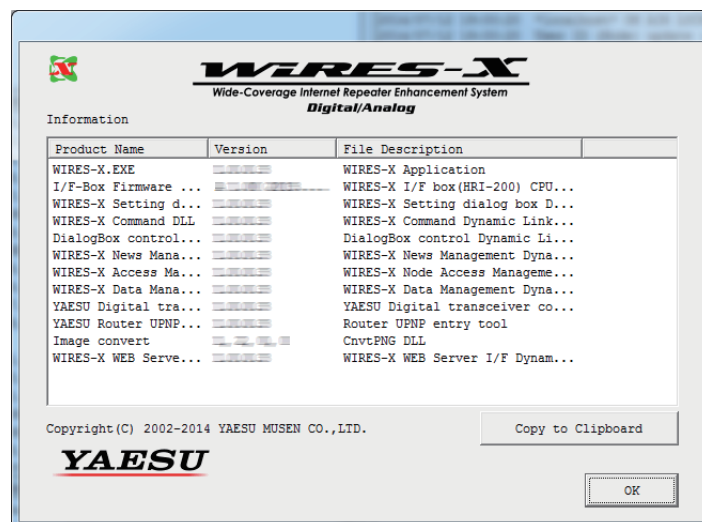 WIRES-X
Wide-Coverage Internet Repeater Enhancement System
Digital/Analog
Information
Product Name Version File Description
WIRES-X.EXE WIRES-X Application
I/F-Box Firmware ... WIRES-X I/F box(HRI-200) CPU...
WIRES-X Setting d... WIRES-X Setting dialog box D...
WIRES-X Command DLL WIRES-X Command Dynamic Link...
DialogBox control... DialogBox control Dynamic Li...
WIRES-X News Mana... WIRES-X News Management Dyna...
WIRES-X Access Ma... WIRES-X Node Access Manageme...
WIRES-X Data Mana... WIRES-X Data Management Dyna...
YAESU Digital tra... YAESU Digital transceiver co...
YAESU Router UPNP... Router UPNP entry tool
Image convert CnvtPNG DLL
WIRES-X WEB Serve... WIRES-X WEB Server I/F Dynam...
Copyright(C) 2002-2014 YAESU MUSEN CO.,LTD.
Copy to Clipboard
YAESU
OK